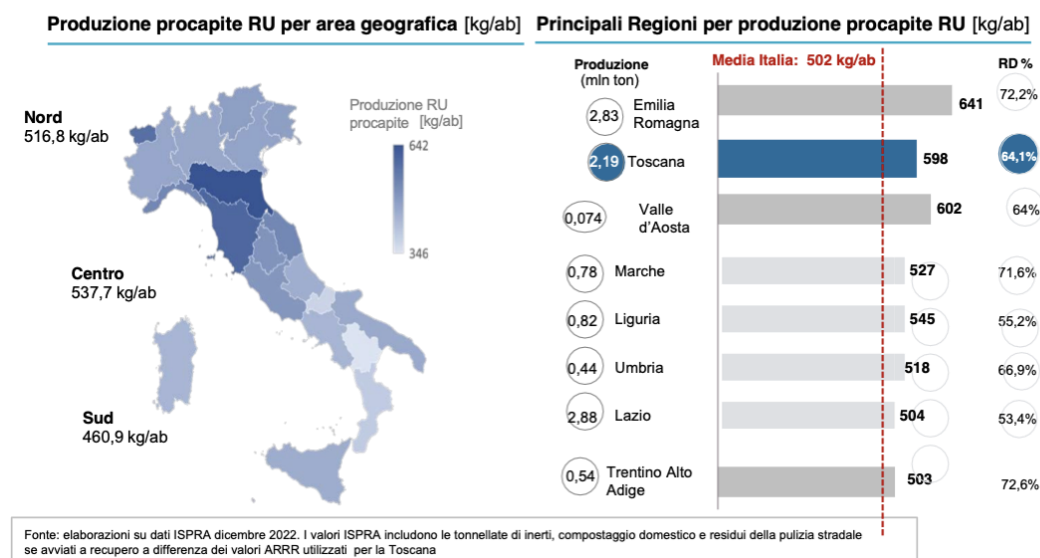 Produzione procapite RU per area geografica [kg/ab]
Nord
516,8 kg/ab
Centro
537,7 kg/ab
Sud
460,9 kg/ab
Produzione RU
procapite [kg/ab]
642
346
Principali Regioni per produzione procapite RU [kg/ab]
Media Italia: 502 kg/ab
Produzione
(mln ton)
RD %
2,83 Emilia
Romagna 641 72,2%
2,19 Toscana 598 64,1%
0,074 Valle
d'Aosta 602 64%
0,78 Marche 527 71,6%
0,82 Liguria 545 55,2%
0,44 Umbria 518 66,9%
2,88 Lazio 504 53,4%
0,54 Trentino Alto
Adige 503 72,6%
Fonte: elaborazioni su dati ISPRA dicembre 2022. I valori ISPRA includono le tonnellate di inerti, compostaggio domestico e residui della pulizia stradale
se avviati a recupero a differenza dei valori ARRR utilizzati per la Toscana